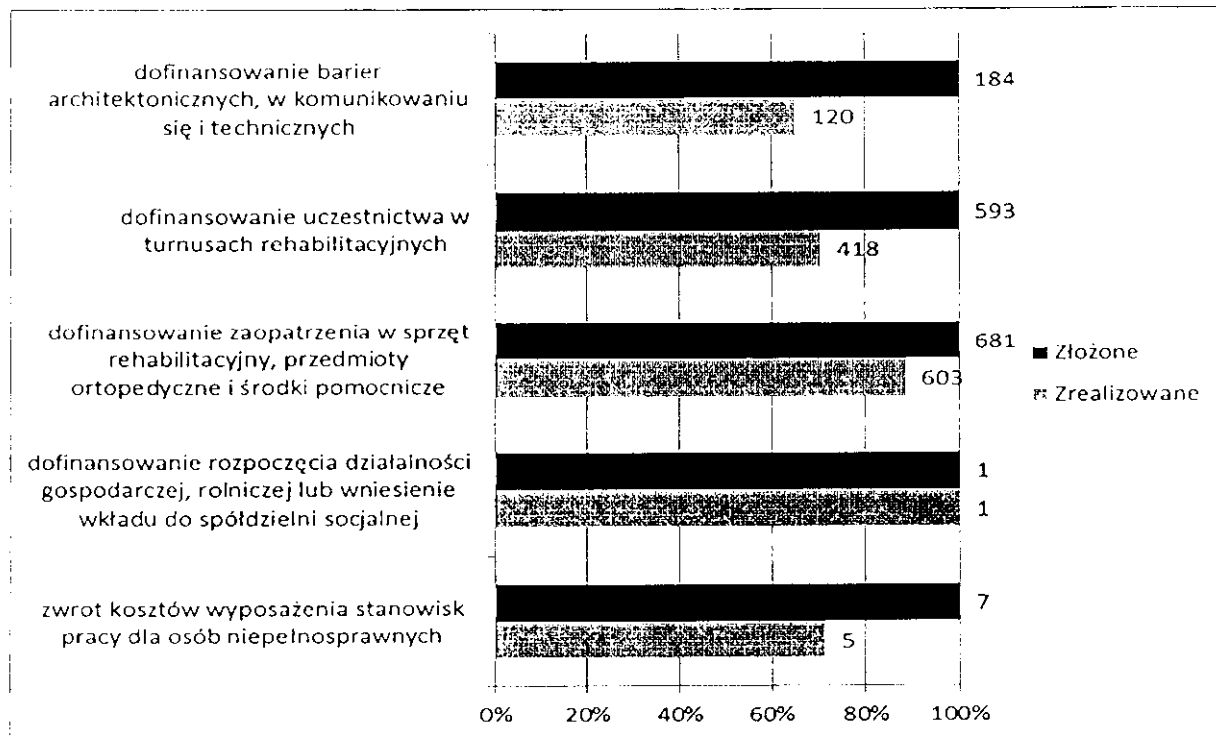 dofinansowanie barier
architektonicznych, w komunikowaniu
się i technicznych
184
120
dofinansowanie uczestnictwa w
turnusach rehabilitacyjnych
593
418
dofinansowanie zaopatrzenia w sprzęt
rehabilitacyjny, przedmioty
ortopedyczne i środki pomocnicze
681
603
dofinansowanie rozpoczęcia działalności
gospodarczej, rolniczej lub wniesienie
wkładu do spółdzielni socjalnej
1
1
zwrot kosztów wyposażenia stanowisk
pracy dla osób niepełnosprawnych
7
5
Złożone
Zrealizowane
0% 20% 40% 60% 80% 100%